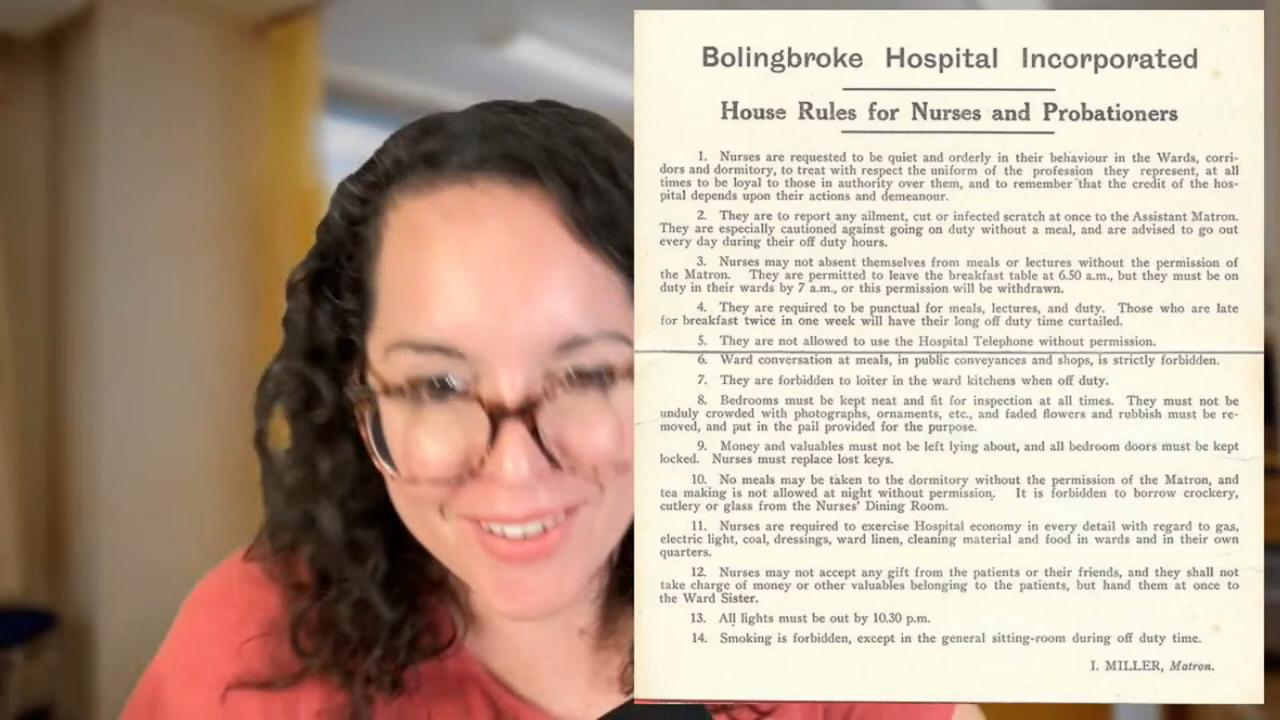 Bolingbroke Hospital Incorporated
House Rules for Nurses and Probationers
1. Nurses are requested to be quiet and orderly in their behaviour in the Wards, corri-
dors and dormitory, to treat with respect the uniform of the profession they represent, at all
times to be loyal to those in authority over them, and to remember that the credit of the hos-
pital depends upon their actions and demeanour.
2. They are to report any ailment, cut or infected scratch at once to the Assistant Matron.
They are especially cautioned against going on duty without a meal, and are advised to go out
every day during their off duty hours.
3. Nurses may not absent themselves from meals or lectures without the permission of
the Matron. They are permitted to leave the breakfast table at 6.50 a.m., but they must be on
duty in their wards by 7 a.m., or this permission will be withdrawn.
4. They are required to be punctual for meals, lectures, and duty. Those who are late
for breakfast twice in one week will have their long off duty time curtailed.
5. They are not allowed to use the Hospital Telephone without permission.
6. Ward conversation at meals, in public conveyances and shops, is strictly forbidden.
7. They are forbidden to loiter in the ward kitchens when off duty.
8. Bedrooms must be kept neat and fit for inspection at all times. They must not be
unduly crowded with photographs, ornaments, etc., and faded flowers and rubbish must be re-
moved, and put in the pail provided for the purpose.
9. Money and valuables must not be left lying about, and all bedroom doors must be kept
locked. Nurses must replace lost keys.
10. No meals may be taken to the dormitory without the permission of the Matron, and
tea making is not allowed at night without permission. It is forbidden to borrow crockery,
cutlery or glass from the Nurses' Dining Room.
11. Nurses are required to exercise Hospital economy in every detail with regard to gas,
electric light, coal, dressings, ward linen, cleaning material and food in wards and in their own
quarters.
12. Nurses may not accept any gift from the patients or their friends, and they shall not
take charge of money or other valuables belonging to the patients, but hand them at once to
the Ward Sister.
13. All lights must be out by 10.30 p.m.
14. Smoking is forbidden, except in the general sitting-room during off duty time.
I. MILLER, Matron.